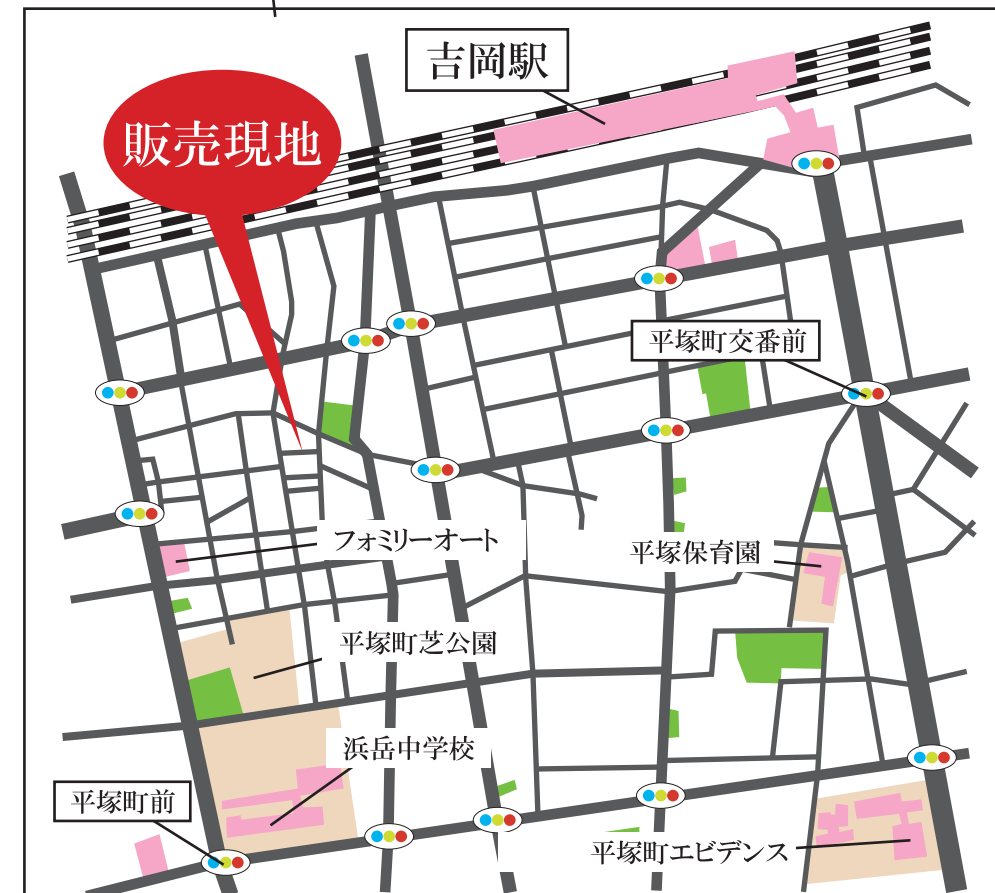 吉岡駅
販売現地
平塚町交番前
フォミリーオート
平塚保育園
平塚町芝公園
浜岳中学校
平塚町前
平塚町エビデンス